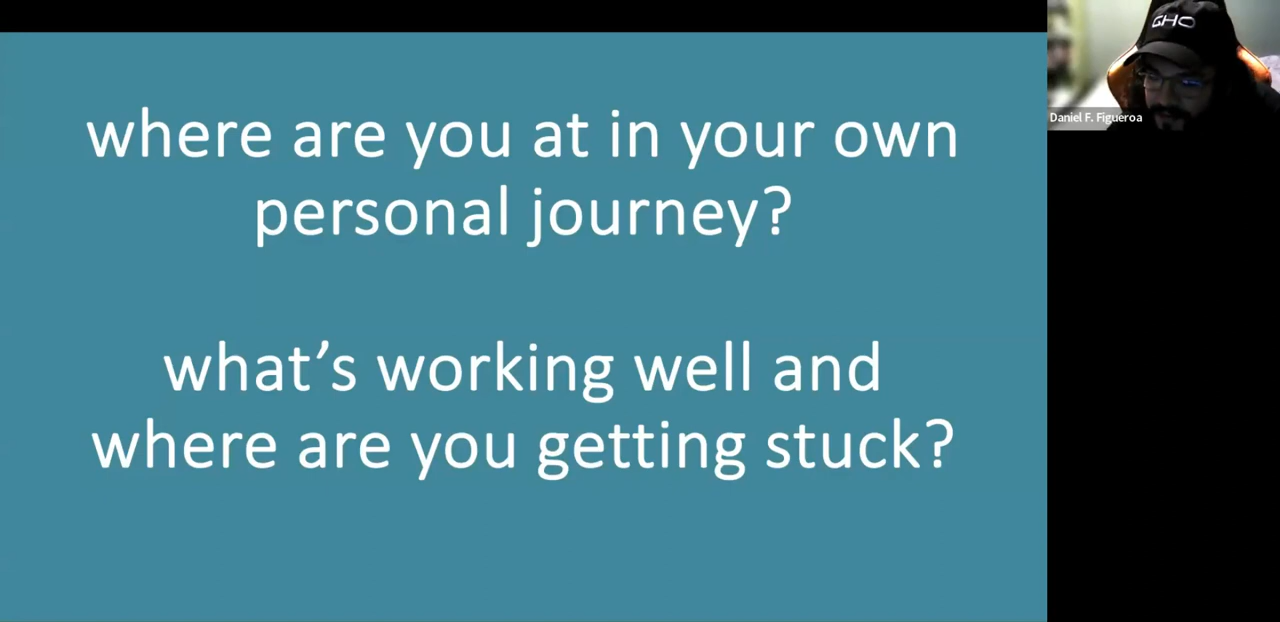 where are you at in your own
personal journey?
what’s working well and
where are you getting stuck?
GHO
Daniel F. Figueroa